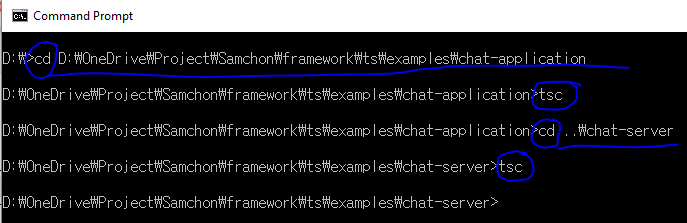 Command Prompt
D:₩>cd D:₩OneDrive₩Project₩Samchon₩framework₩ts₩examples₩chat-application
D:₩OneDrive₩Project₩Samchon₩framework₩ts₩examples₩chat-application>tsc
D:₩OneDrive₩Project₩Samchon₩framework₩ts₩examples₩chat-application>cd ..₩chat-server
D:₩OneDrive₩Project₩Samchon₩framework₩ts₩examples₩chat-server>tsc
D:₩OneDrive₩Project₩Samchon₩framework₩ts₩examples₩chat-server>